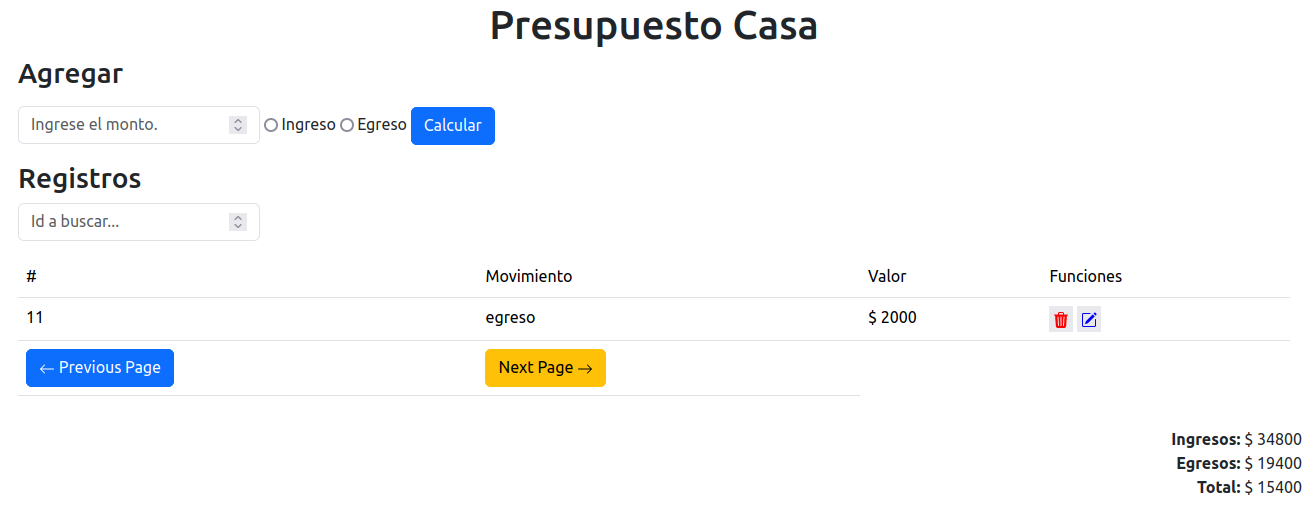 Presupuesto Casa
Agregar
Ingrese el monto. Ingreso Egreso Calcular
Registros
Id a buscar...
# Movimiento Valor Funciones
11 egreso $ 2000
← Previous Page Next Page →
Ingresos: $ 34800
Egresos: $ 19400
Total: $ 15400